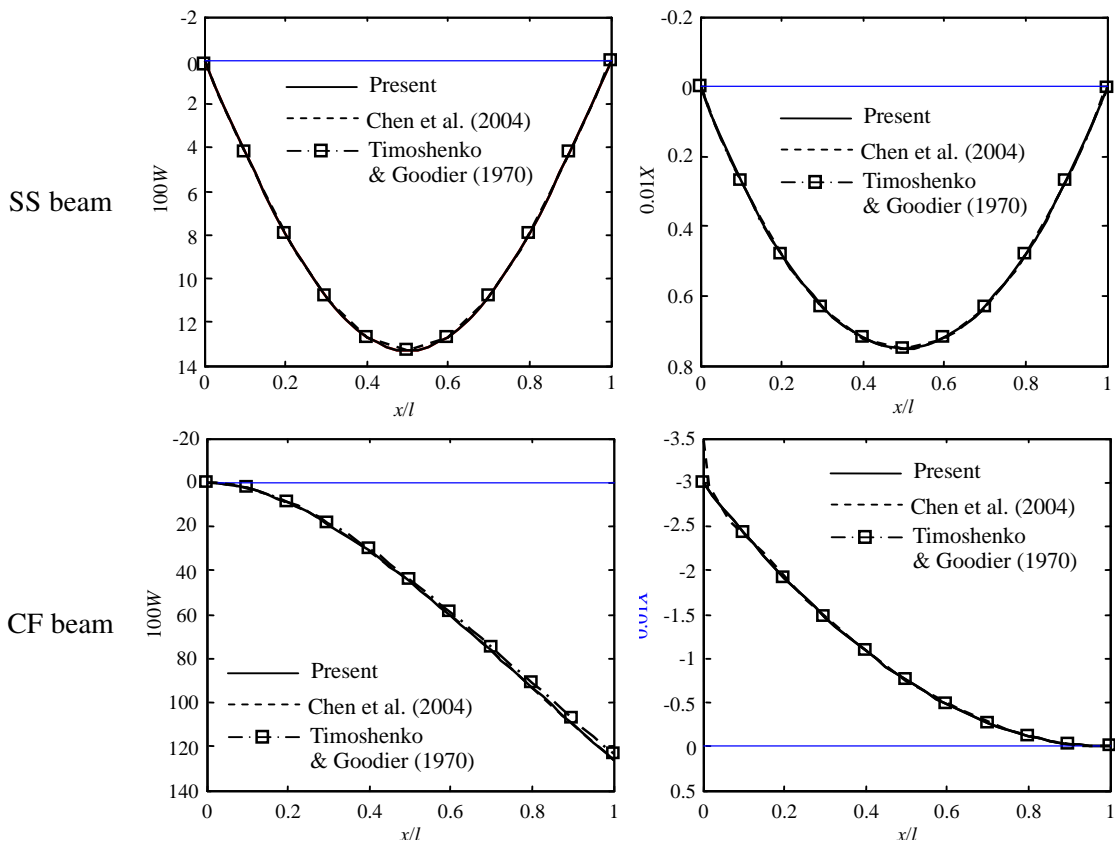 SS beam
-2
0
2
4
6
8
10
12
14
100W
0
0.2
0.4
0.6
0.8
1
x/l
Present
Chen et al. (2004)
Timoshenko
& Goodier (1970)
-0.2
0
0.2
0.4
0.6
0.8
0.01X
0
0.2
0.4
0.6
0.8
1
x/l
Present
Chen et al. (2004)
Timoshenko
& Goodier (1970)
CF beam
-20
0
20
40
60
80
100
120
140
100W
0
0.2
0.4
0.6
0.8
1
x/l
Present
Chen et al. (2004)
Timoshenko
& Goodier (1970)
-3.5
-3
-2.5
-2
-1.5
-1
-0.5
0
0.5
0.01X
0
0.2
0.4
0.6
0.8
1
x/l
Present
Chen et al. (2004)
Timoshenko
& Goodier (1970)